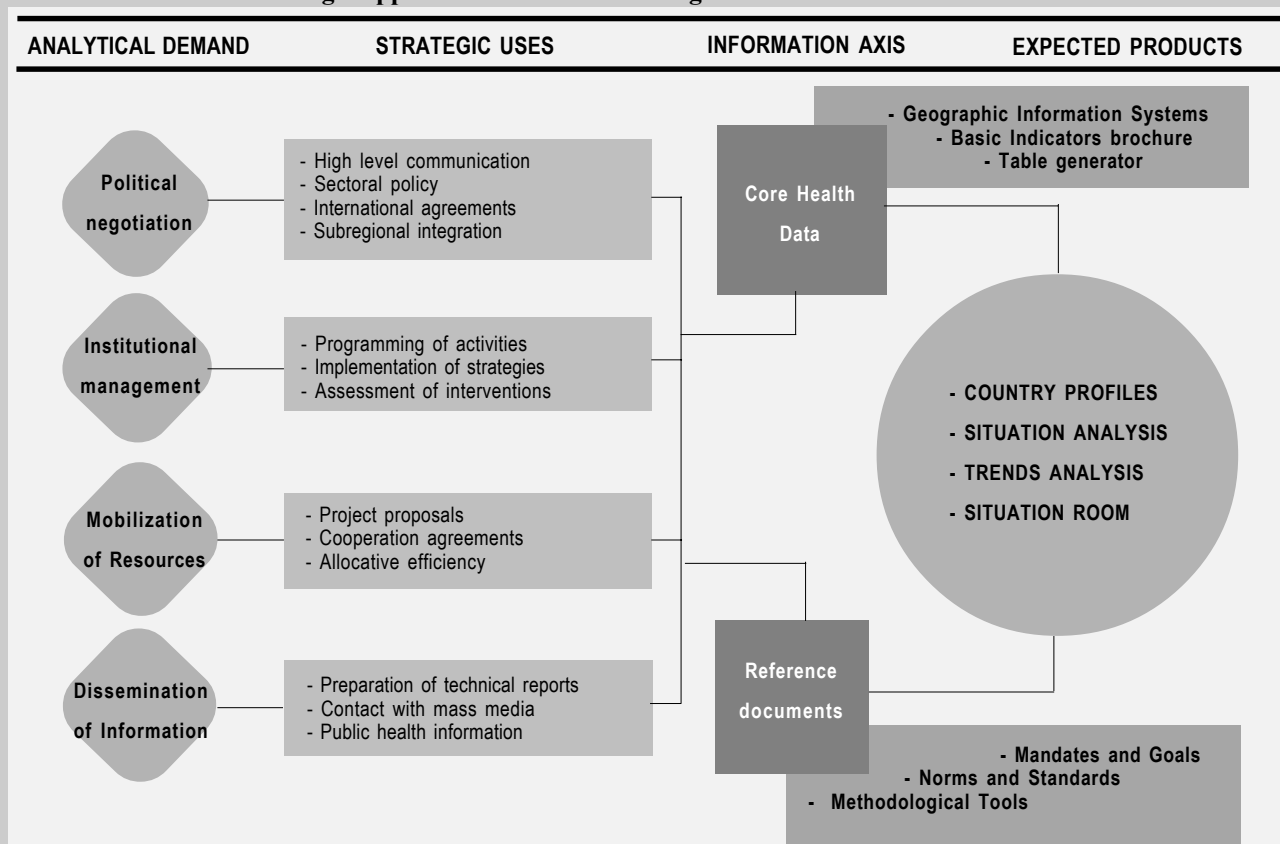 ANALYTICAL DEMAND
STRATEGIC USES
INFORMATION AXIS
EXPECTED PRODUCTS
Political
negotiation
- High level communication
- Sectoral policy
- International agreements
- Subregional integration
Institutional
management
- Programming of activities
- Implementation of strategies
- Assessment of interventions
Mobilization
of Resources
- Project proposals
- Cooperation agreements
- Allocative efficiency
Dissemination
of Information
- Preparation of technical reports
- Contact with mass media
- Public health information
Core Health
Data
- Geographic Information Systems
- Basic Indicators brochure
- Table generator
Reference
documents
- Mandates and Goals
- Norms and Standards
- Methodological Tools
- COUNTRY PROFILES
- SITUATION ANALYSIS
- TRENDS ANALYSIS
- SITUATION ROOM